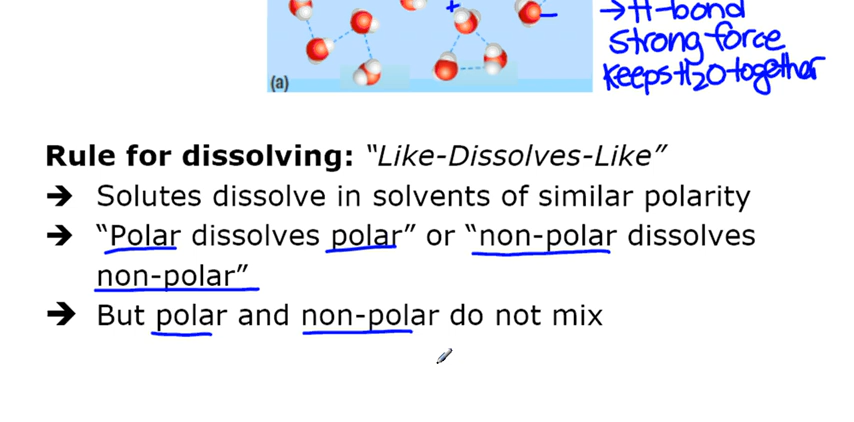 +
→ H-bond
Strong force
Keeps H₂O together
(a)
Rule for dissolving: “Like-Dissolves-Like”
➔ Solutes dissolve in solvents of similar polarity
➔ “Polar dissolves polar” or “non-polar dissolves
non-polar”
➔ But polar and non-polar do not mix